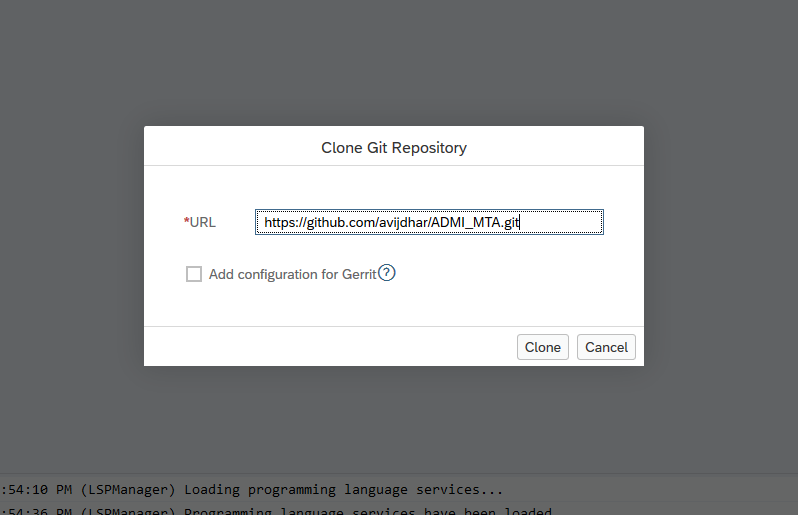 Clone Git Repository
*URL https://github.com/avijdhar/ADMI_MTA.git
Add configuration for Gerrit ?
Clone Cancel
:54:10 PM (LSPManager) Loading programming language services...
:54:36 PM (LSPManager) Programming language services have been loaded